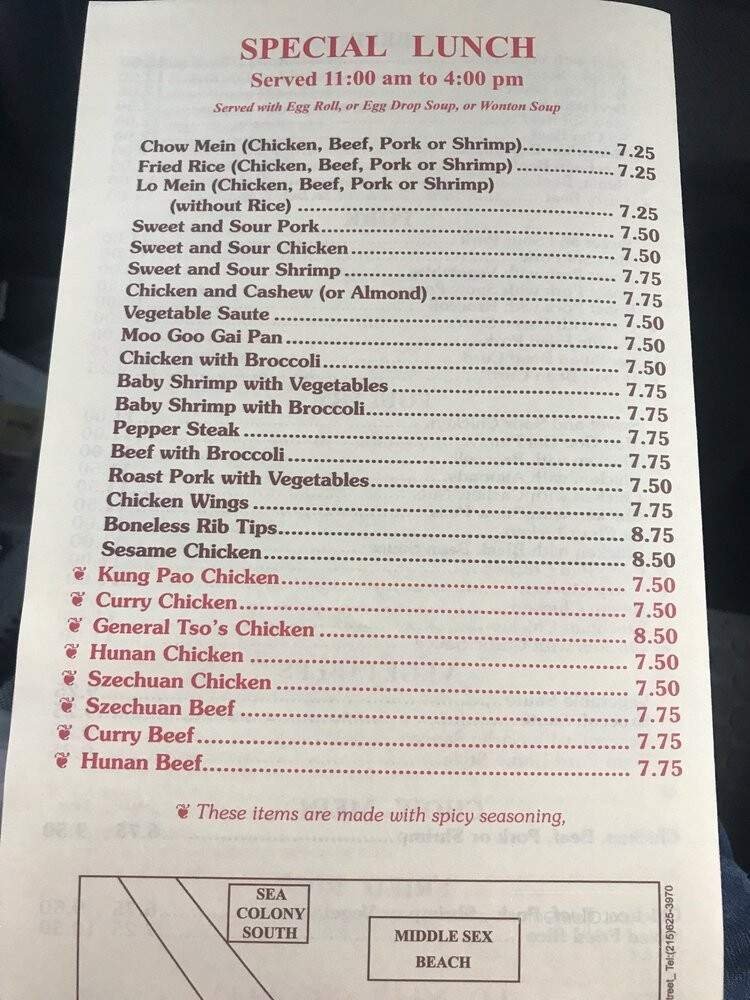 SPECIAL LUNCH
Served 11:00 am to 4:00 pm
Served with Egg Roll, or Egg Drop Soup, or Wonton Soup
Chow Mein (Chicken, Beef, Pork or Shrimp)................ 7.25
Fried Rice (Chicken, Beef, Pork or Shrimp) ................ 7.25
Lo Mein (Chicken, Beef, Pork or Shrimp)
(without Rice) ................ 7.25
Sweet and Sour Pork................ 7.50
Sweet and Sour Chicken ................ 7.50
Sweet and Sour Shrimp ................ 7.75
Chicken and Cashew (or Almond) ................ 7.75
Vegetable Saute ................ 7.50
Moo Goo Gai Pan ................ 7.50
Chicken with Broccoli................ 7.50
Baby Shrimp with Vegetables ................ 7.75
Baby Shrimp with Broccoli................ 7.75
Pepper Steak ................ 7.75
Beef with Broccoli ................ 7.75
Roast Pork with Vegetables................ 7.50
Chicken Wings ................ 7.75
Boneless Rib Tips................ 8.75
Sesame Chicken................ 8.50
❦ Kung Pao Chicken................ 7.50
❦ Curry Chicken................ 7.50
❦ General Tso's Chicken ................ 8.50
❦ Hunan Chicken ................ 7.50
❦ Szechuan Chicken ................ 7.50
❦ Szechuan Beef ................ 7.75
❦ Curry Beef................ 7.75
❦ Hunan Beef................ 7.75
❦ These items are made with spicy seasoning,
SEA
COLONY
SOUTH
MIDDLE SEX
BEACH
Tel:(215)625-3970